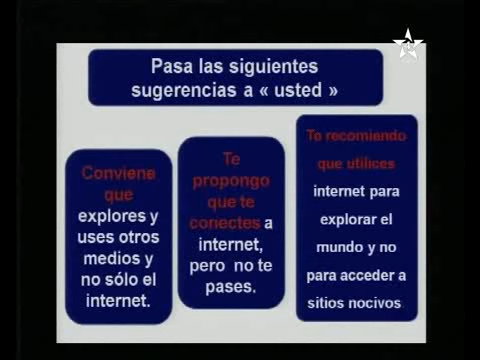 Pasa las siguientes
sugerencias a « usted »
Conviene
que
explores y
uses otros
medios y
no sólo el
internet.
Te
propongo
que te
conectes a
internet,
pero no te
pases.
Te recomiendo
que utilices
internet para
explorar el
mundo y no
para acceder a
sitios nocivos